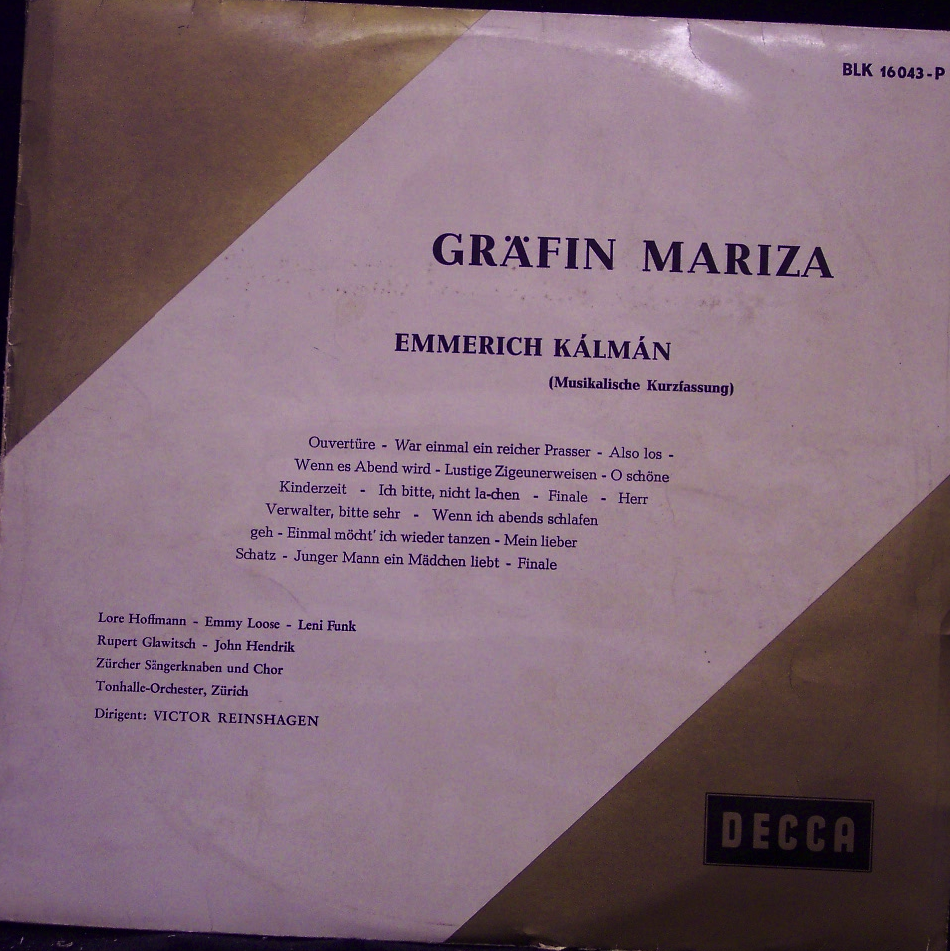 BLK 16043-P
GRÄFIN MARIZA
EMMERICH KÁLMÁN
(Musikalische Kurzfassung)
Ouvertüre - War einmal ein reicher Prasser - Also los -
Wenn es Abend wird - Lustige Zigeunerweisen - O schöne
Kinderzeit - Ich bitte, nicht la-chen - Finale - Herr
Verwalter, bitte sehr - Wenn ich abends schlafen
geh - Einmal möcht' ich wieder tanzen - Mein lieber
Schatz - Junger Mann ein Mädchen liebt - Finale
Lore Hoffmann - Emmy Loose - Leni Funk
Rupert Glawitsch - John Hendrik
Zürcher Sängerknaben und Chor
Tonhalle-Orchester, Zürich
Dirigent: VICTOR REINSHAGEN
DECCA